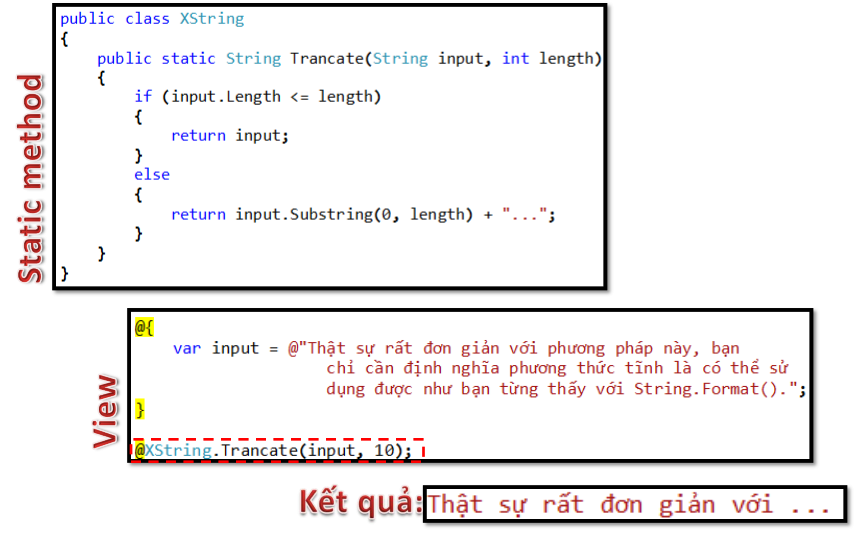 Static method
public class XString
{
public static String Trancate(String input, int length)
{
if (input.Length <= length)
{
return input;
}
else
{
return input.Substring(0, length) + "...";
}
}
}
View
@{
var input = @"Thật sự rất đơn giản với phương pháp này, bạn
chỉ cần định nghĩa phương thức tĩnh là có thể sử
dụng được như bạn từng thấy với String.Format().";
}
@XString.Trancate(input, 10);
Kết quả: Thật sự rất đơn giản với ...